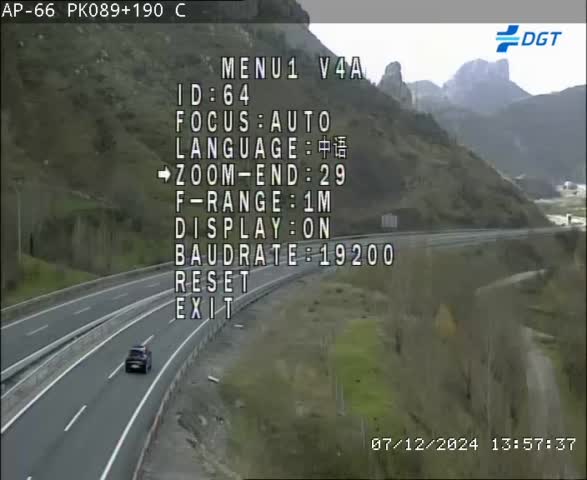 AP-66 PK089+190 C
DGT
MENU1 V4A
ID:64
FOCUS:AUTO
LANGUAGE:中语
ZOOM-END:29
F-RANGE:1M
DISPLAY:ON
BAUDRATE:19200
RESET
EXIT
07/12/2024 13:57:37